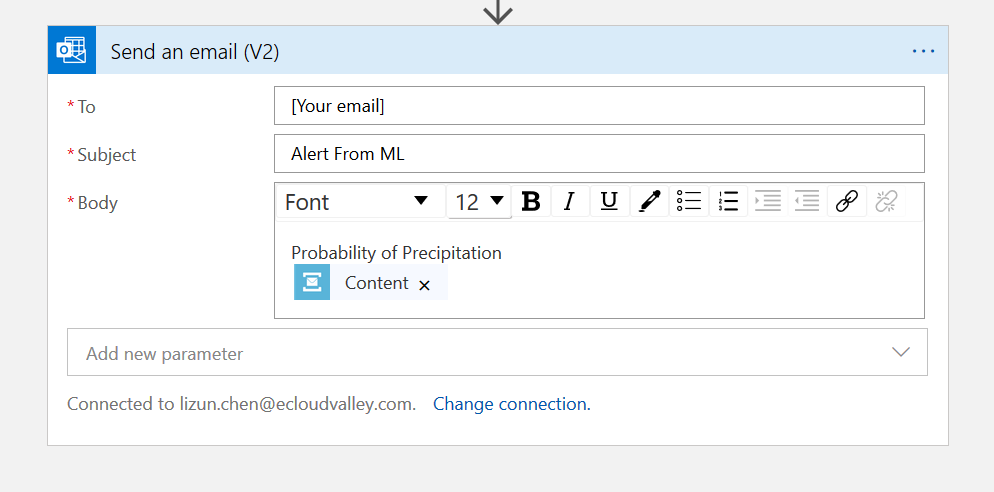 Send an email (V2)
* To
[Your email]
* Subject
Alert From ML
* Body
Font 12 B I U
Probability of Precipitation
Content ×
Add new parameter
Connected to lizun.chen@ecloudvalley.com. Change connection.